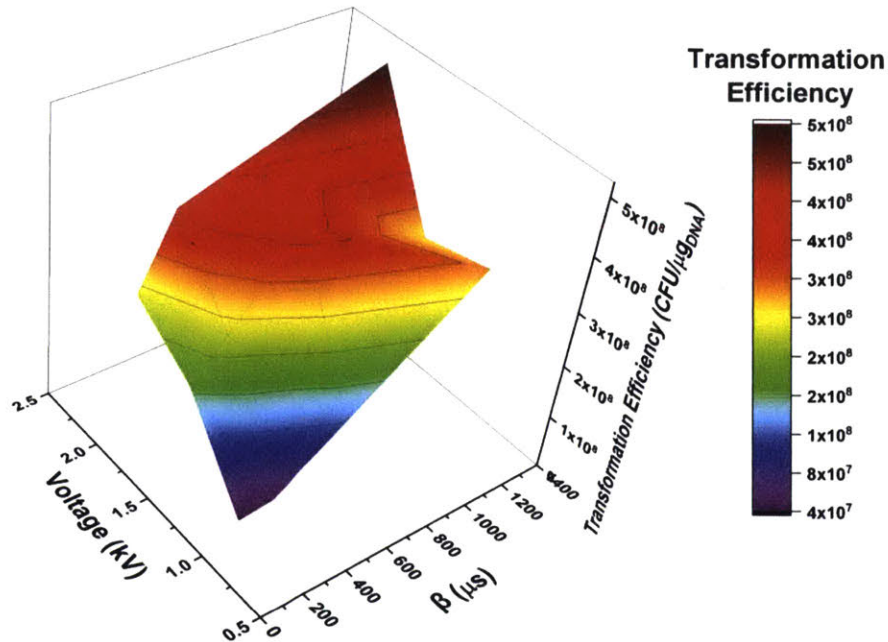 Transformation
Efficiency
5x10⁸
5x10⁸
4x10⁸
4x10⁸
3x10⁸
3x10⁸
2x10⁸
2x10⁸
1x10⁸
8x10⁷
4x10⁷
5x10⁸
4x10⁸
3x10⁸
2x10⁸
1x10⁸
Transformation Efficiency (CFU/μgDNA)
2.5
2.0
1.5
1.0
0.5
Voltage (kV)
0
200
400
600
800
1000
1200
β (μs)